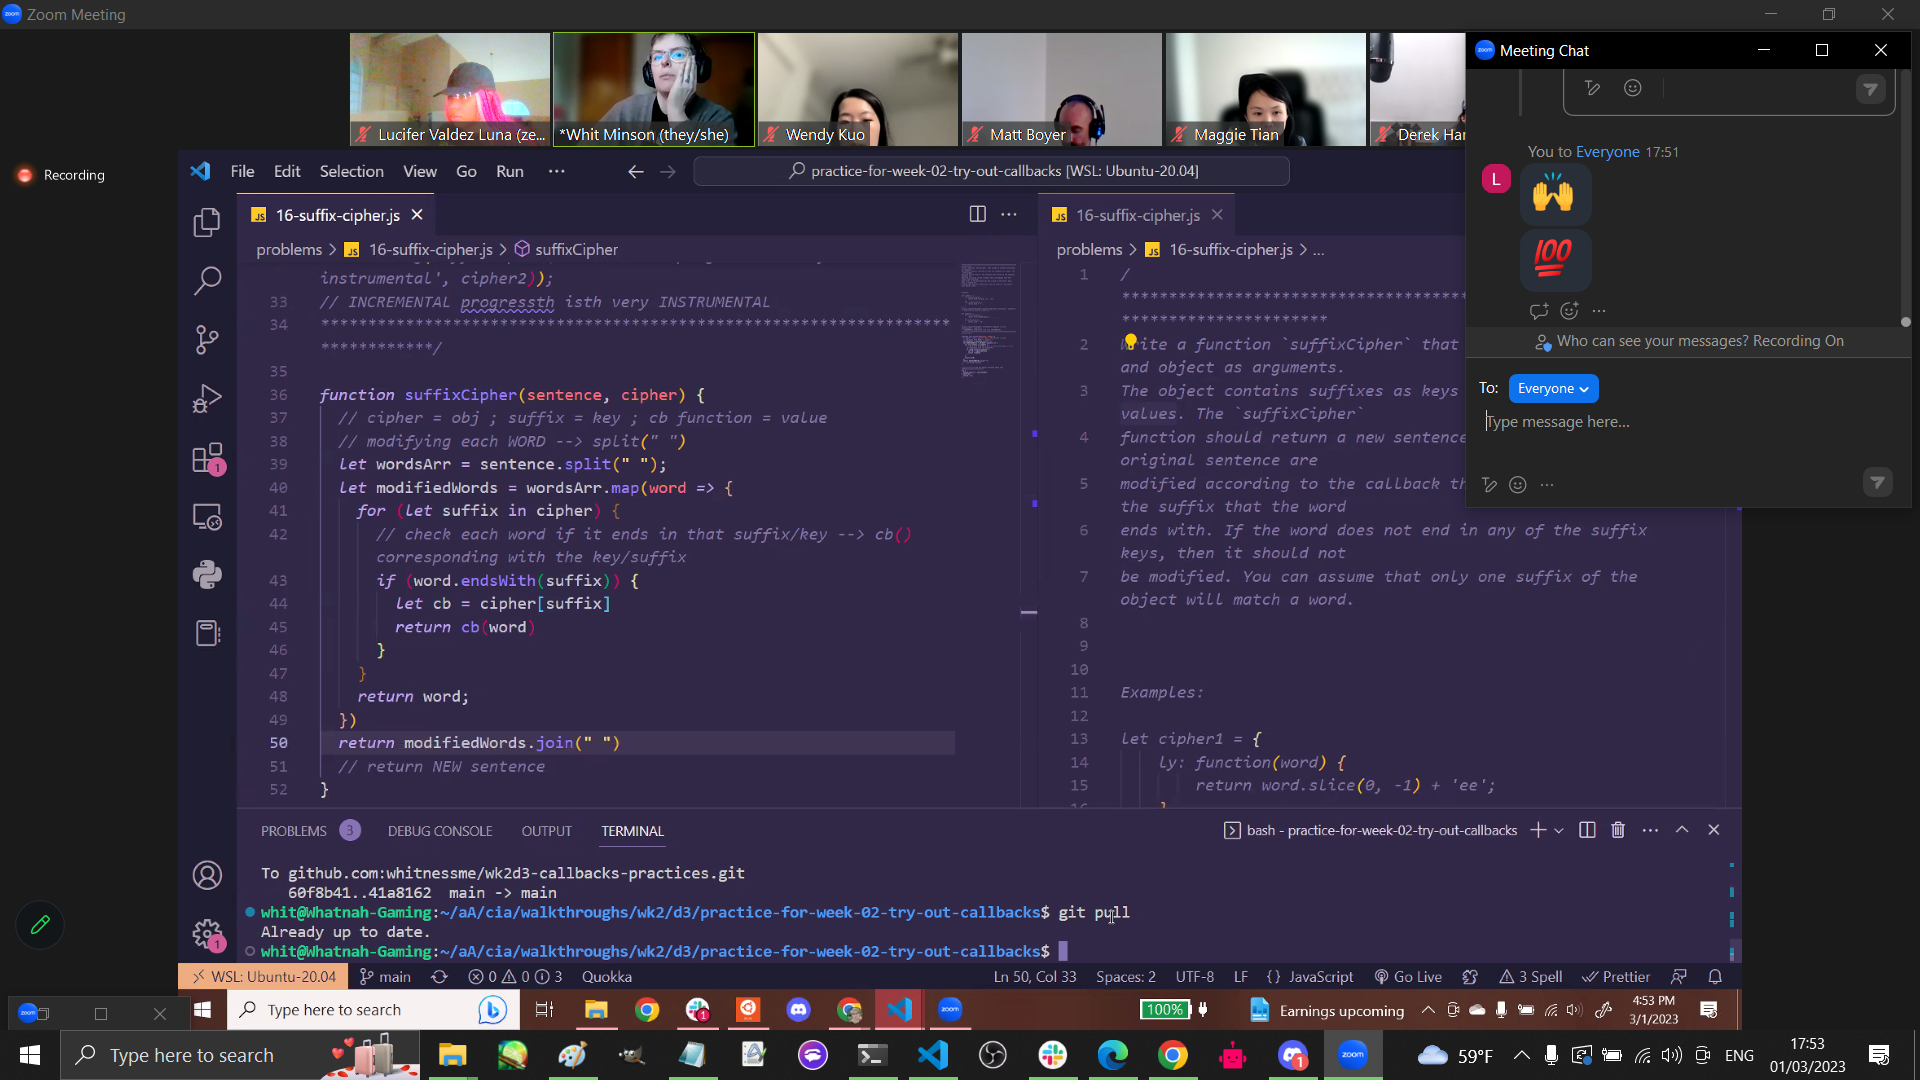 Zoom Meeting
Recording
Lucifer Valdez Luna (ze...
*Whit Minson (they/she)
Wendy Kuo
Matt Boyer
Maggie Tian
Derek Har
File Edit Selection View Go Run ···
practice-for-week-02-try-out-callbacks [WSL: Ubuntu-20.04]
JS 16-suffix-cipher.js
problems > JS 16-suffix-cipher.js > suffixCipher
instrumental', cipher2));
33 // INCREMENTAL progressth isth very INSTRUMENTAL
34 *******************************************************************
************/
35
36 function suffixCipher(sentence, cipher) {
37 // cipher = obj ; suffix = key ; cb function = value
38 // modifying each WORD --> split(" ")
39 let wordsArr = sentence.split(" ");
40 let modifiedWords = wordsArr.map(word => {
41 for (let suffix in cipher) {
42 // check each word if it ends in that suffix/key --> cb()
corresponding with the key/suffix
43 if (word.endsWith(suffix)) {
44 let cb = cipher[suffix]
45 return cb(word)
46 }
47 }
48 return word;
49 })
50 return modifiedWords.join(" ")
51 // return NEW sentence
52 }
JS 16-suffix-cipher.js
problems > JS 16-suffix-cipher.js > ...
1 /
*************************************
**********************
2 Write a function `suffixCipher` that
and object as arguments.
3 The object contains suffixes as keys
values. The `suffixCipher`
4 function should return a new sentence
original sentence are
5 modified according to the callback th
the suffix that the word
6 ends with. If the word does not end in any of the suffix
keys, then it should not
7 be modified. You can assume that only one suffix of the
object will match a word.
8
9
10
11 Examples:
12
13 let cipher1 = {
14 ly: function(word) {
15 return word.slice(0, -1) + 'ee';
Meeting Chat
You to Everyone 17:51
L
🙌
💯
Who can see your messages? Recording On
To: Everyone
Type message here...
PROBLEMS 3 DEBUG CONSOLE OUTPUT TERMINAL
bash - practice-for-week-02-try-out-callbacks
To github.com:whitnessme/wk2d3-callbacks-practices.git
60f8b41..41a8162 main -> main
whit@Whatnah-Gaming:~/aA/cia/walkthroughs/wk2/d3/practice-for-week-02-try-out-callbacks$ git pull
Already up to date.
whit@Whatnah-Gaming:~/aA/cia/walkthroughs/wk2/d3/practice-for-week-02-try-out-callbacks$
WSL: Ubuntu-20.04 main 0 0 3 Quokka
Ln 50, Col 33 Spaces: 2 UTF-8 LF {} JavaScript Go Live 3 Spell Prettier
Type here to search
100%
Earnings upcoming
4:53 PM
3/1/2023
Type here to search
59°F
ENG
17:53
01/03/2023